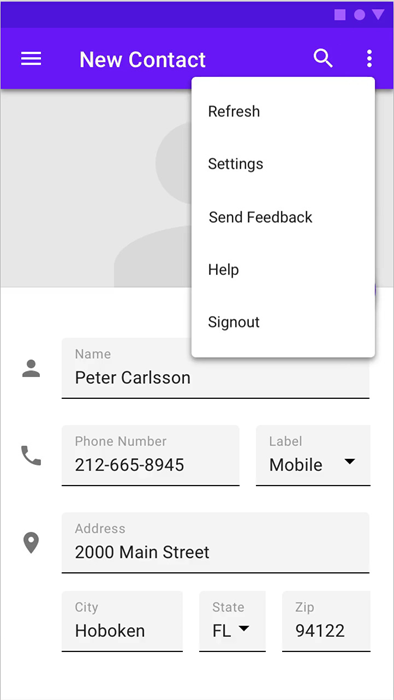 New Contact
Refresh
Settings
Send Feedback
Help
Signout
Name
Peter Carlsson
Phone Number
212-665-8945
Label
Mobile
Address
2000 Main Street
City
Hoboken
State
FL
Zip
94122